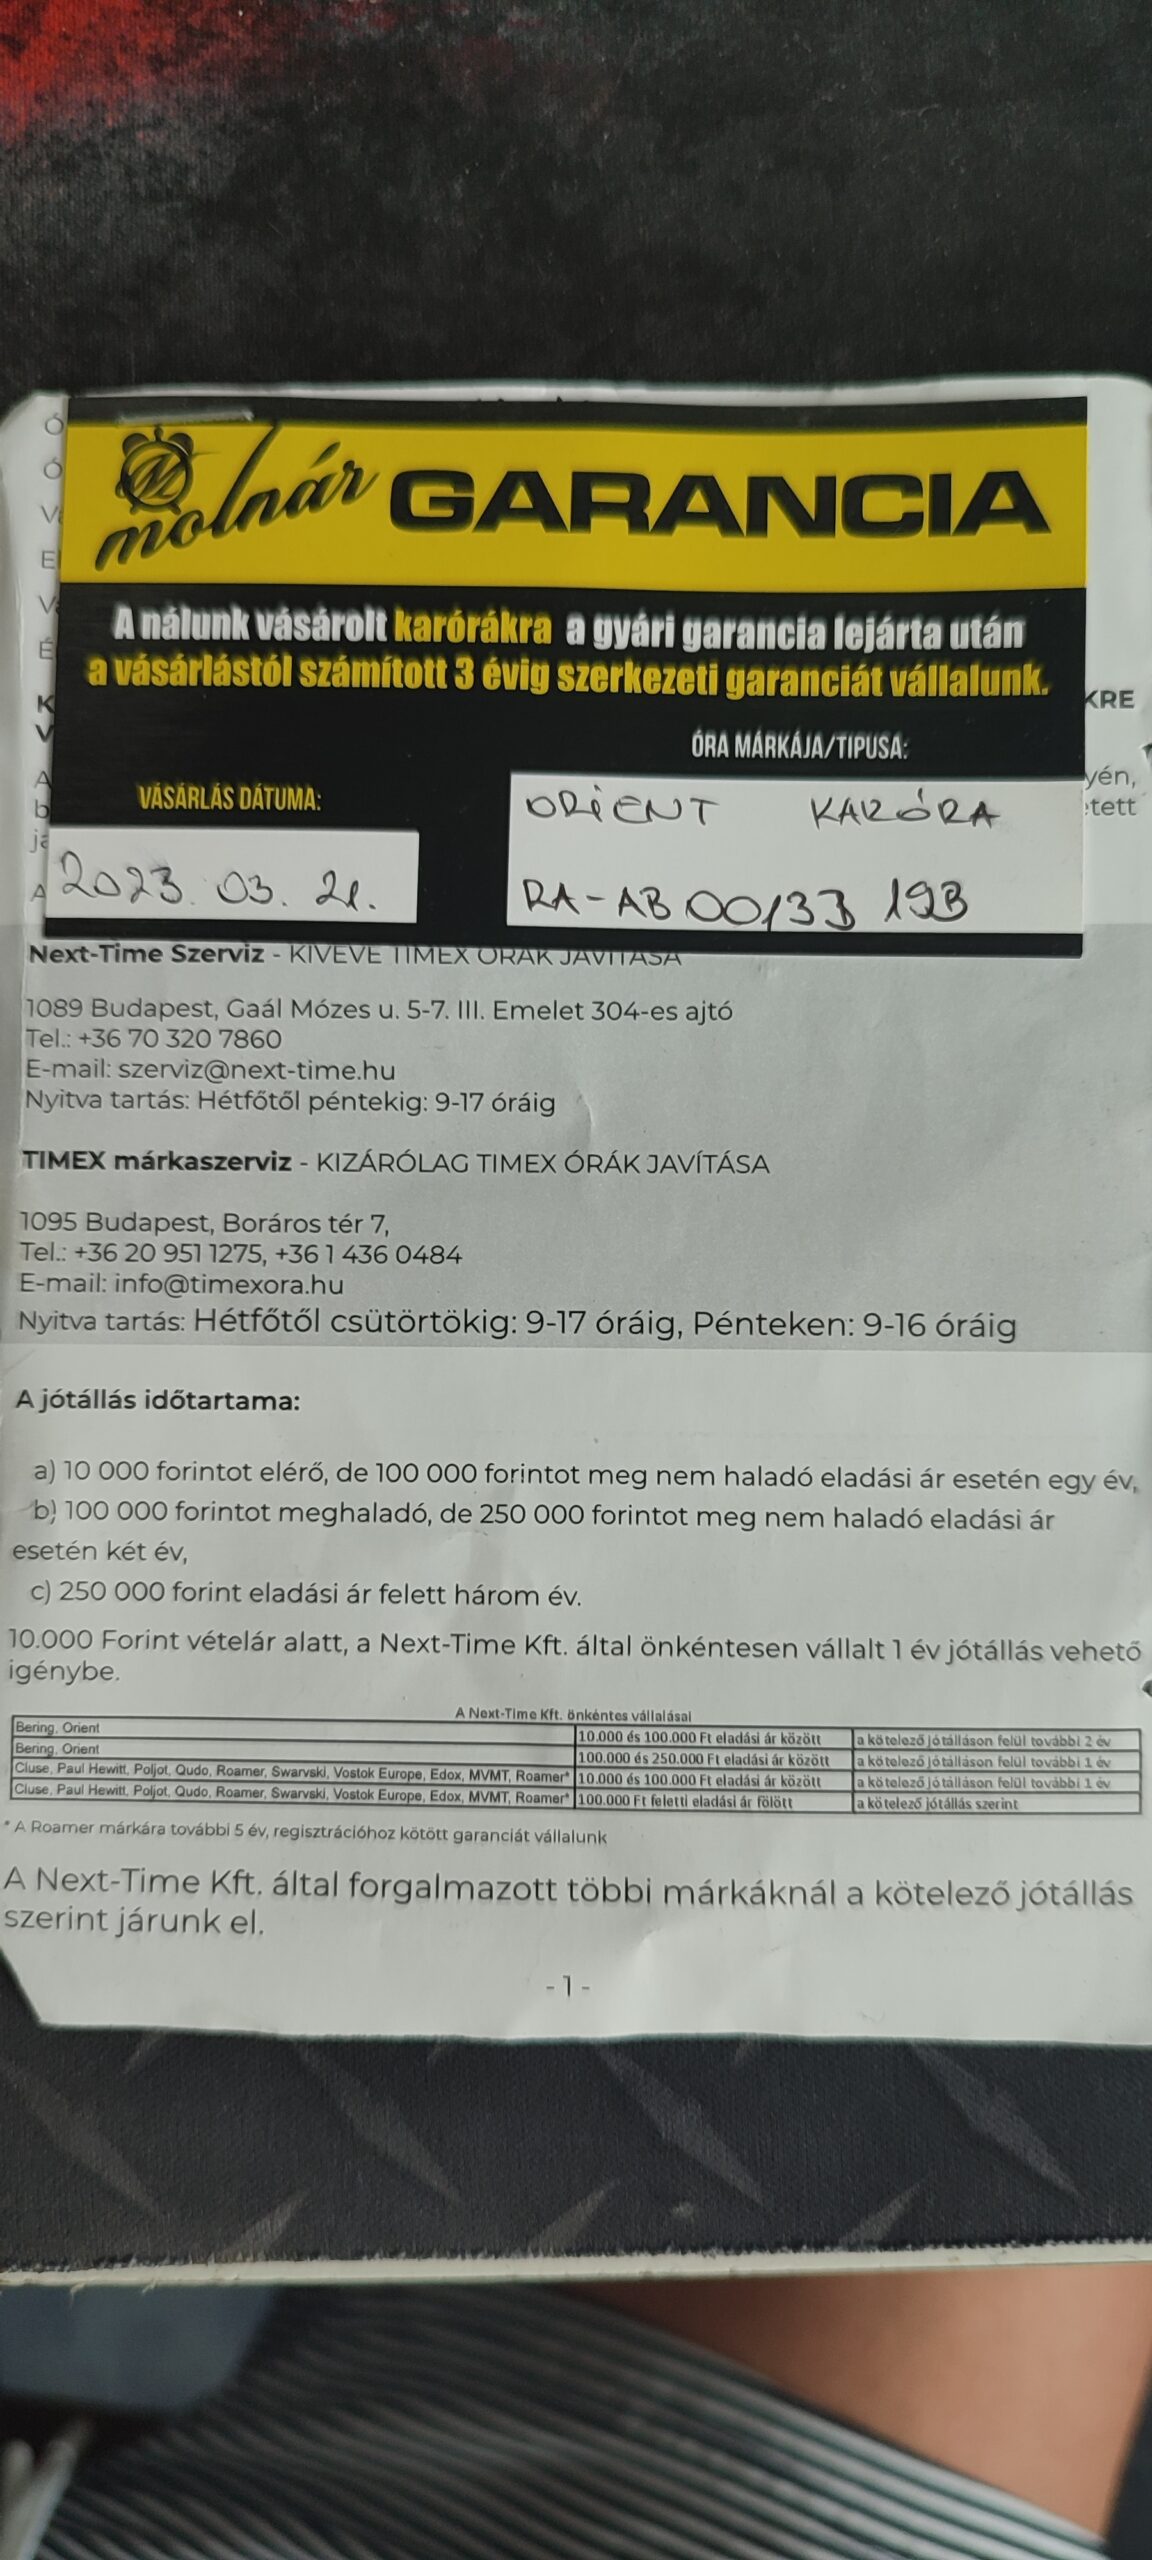 molnár GARANCIA
A nálunk vásárolt karórákra a gyári garancia lejárta után
a vásárlástól számított 3 évig szerkezeti garanciát vállalunk.
ÓRA MÁRKÁJA/TIPUSA:
VÁSÁRLÁS DÁTUMA:
ORIENT KARÓRA
2023. 03. 21.
RA-AB0013B 19B
KRE
yén,
tett
Next-Time Szerviz - KIVÉVE TIMEX ÓRÁK JAVÍTÁSA
1089 Budapest, Gaál Mózes u. 5-7. III. Emelet 304-es ajtó
Tel.: +36 70 320 7860
E-mail: szerviz@next-time.hu
Nyitva tartás: Hétfőtől péntekig: 9-17 óráig
TIMEX márkaszerviz - KIZÁRÓLAG TIMEX ÓRÁK JAVÍTÁSA
1095 Budapest, Boráros tér 7,
Tel.: +36 20 951 1275, +36 1 436 0484
E-mail: info@timexora.hu
Nyitva tartás: Hétfőtől csütörtökig: 9-17 óráig, Pénteken: 9-16 óráig
A jótállás időtartama:
a) 10 000 forintot elérő, de 100 000 forintot meg nem haladó eladási ár esetén egy év,
b) 100 000 forintot meghaladó, de 250 000 forintot meg nem haladó eladási ár
esetén két év,
c) 250 000 forint eladási ár felett három év.
10.000 Forint vételár alatt, a Next-Time Kft. által önkéntesen vállalt 1 év jótállás vehető
igénybe.
A Next-Time Kft. önkéntes vállalásai
Bering, Orient 10.000 és 100.000 Ft eladási ár között a kötelező jótálláson felül további 2 év
Bering, Orient 100.000 és 250.000 Ft eladási ár között a kötelező jótálláson felül további 1 év
Cluse, Paul Hewitt, Poljot, Qudo, Roamer, Swarvski, Vostok Europe, Edox, MVMT, Roamer* 10.000 és 100.000 Ft eladási ár között a kötelező jótálláson felül további 1 év
Cluse, Paul Hewitt, Poljot, Qudo, Roamer, Swarvski, Vostok Europe, Edox, MVMT, Roamer* 100.000 Ft feletti eladási ár fölött a kötelező jótállás szerint
* A Roamer márkára további 5 év, regisztrációhoz kötött garanciát vállalunk
A Next-Time Kft. által forgalmazott többi márkáknál a kötelező jótállás
szerint járunk el.
- 1 -